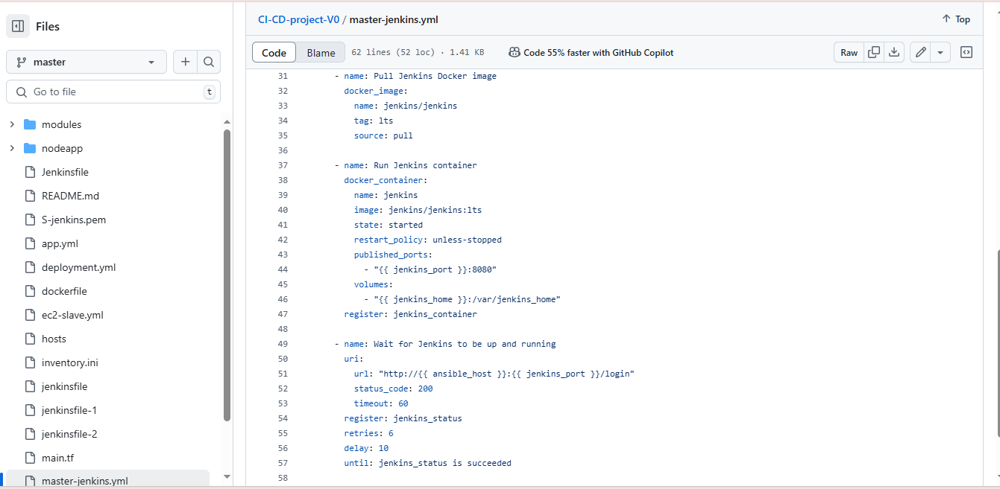 Files
master
Go to file
t
modules
nodeapp
Jenkinsfile
README.md
S-jenkins.pem
app.yml
deployment.yml
dockerfile
ec2-slave.yml
hosts
inventory.ini
jenkinsfile
jenkinsfile-1
jenkinsfile-2
main.tf
master-jenkins.yml
CI-CD-project-V0 / master-jenkins.yml
Top
Code Blame 62 lines (52 loc) · 1.41 KB Code 55% faster with GitHub Copilot Raw
31 - name: Pull Jenkins Docker image
32 docker_image:
33 name: jenkins/jenkins
34 tag: lts
35 source: pull
36
37 - name: Run Jenkins container
38 docker_container:
39 name: jenkins
40 image: jenkins/jenkins:lts
41 state: started
42 restart_policy: unless-stopped
43 published_ports:
44 - "{{ jenkins_port }}:8080"
45 volumes:
46 - "{{ jenkins_home }}:/var/jenkins_home"
47 register: jenkins_container
48
49 - name: Wait for Jenkins to be up and running
50 uri:
51 url: "http://{{ ansible_host }}:{{ jenkins_port }}/login"
52 status_code: 200
53 timeout: 60
54 register: jenkins_status
55 retries: 6
56 delay: 10
57 until: jenkins_status is succeeded
58